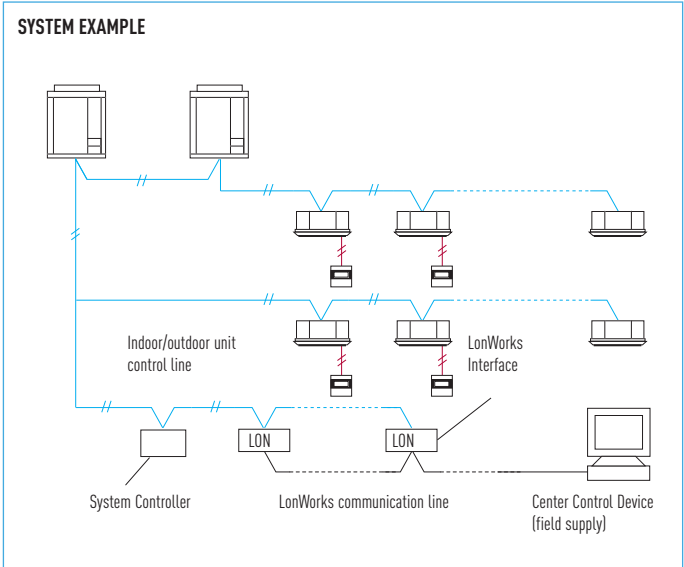 SYSTEM EXAMPLE
Indoor/outdoor unit
control line
LonWorks
Interface
LON
LON
System Controller
LonWorks communication line
Center Control Device
(field supply)